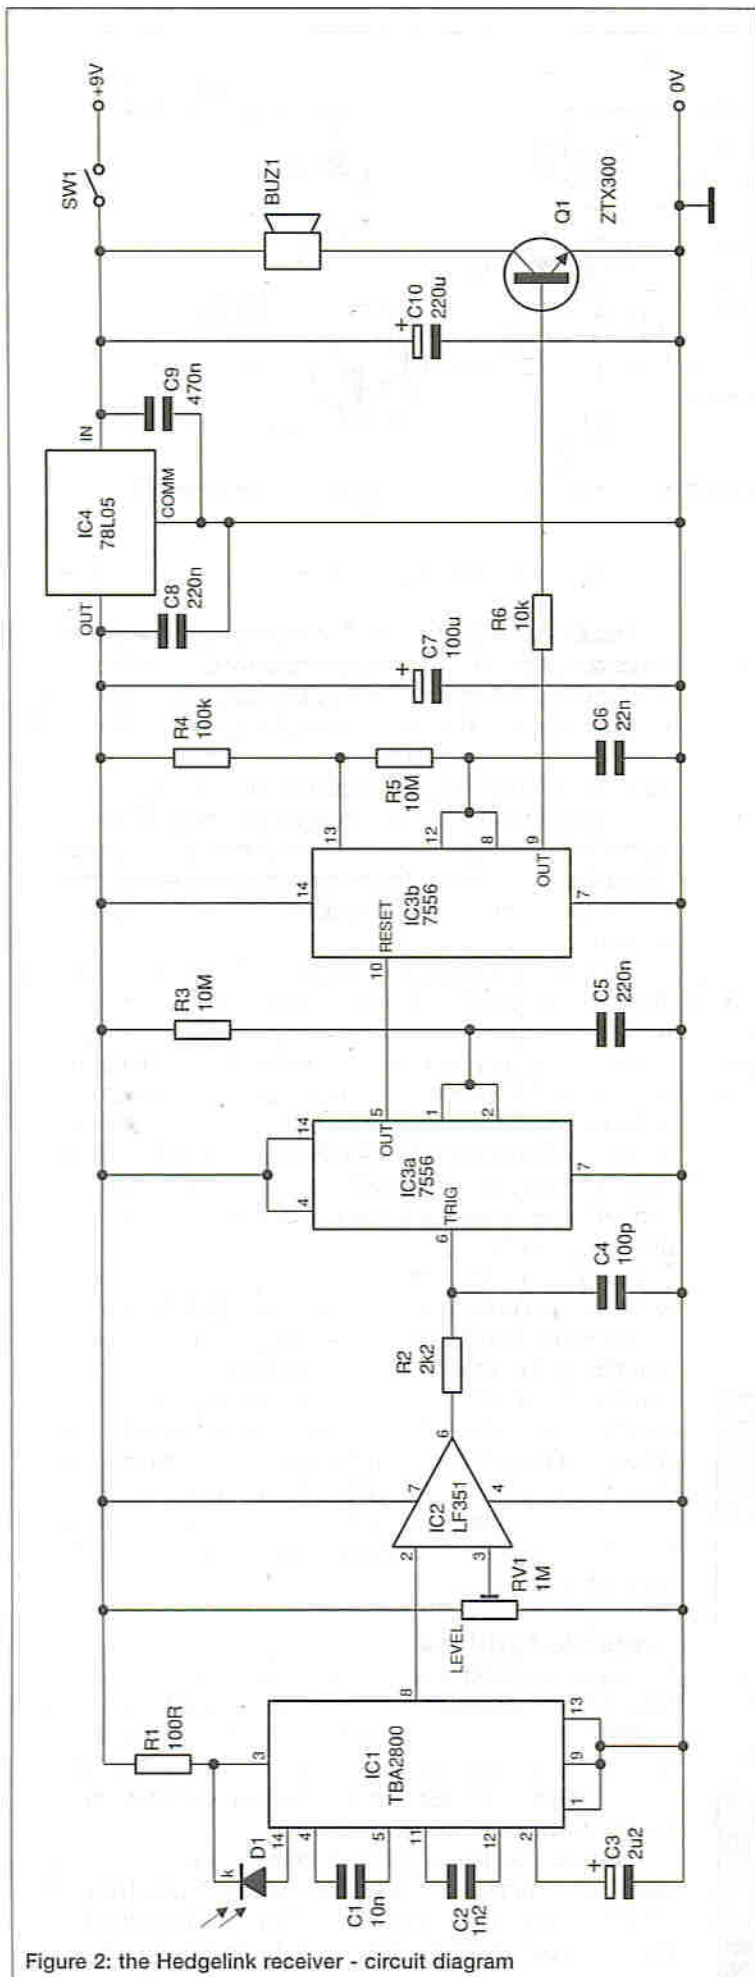 +9V
SW1
BUZ1
Q1
ZTX300
0V
C10
220u
+
IN
C9
470n
IC4
78L05
COMM
OUT
C8
220n
R6
10k
C7
100u
+
R4
100k
R5
10M
C6
22n
13
12
8
9
OUT
14
IC3b
7556
7
RESET
10
R3
10M
C5
220n
5
OUT
1
2
14
4
IC3a
7556
7
TRIG
6
C4
100p
R2
2k2
6
7
IC2
LF351
4
2
3
RV1
1M
LEVEL
8
R1
100R
3
IC1
TBA2800
13
9
1
k
D1
14
4
5
11
12
2
C1
10n
C2
1n2
+
C3
2u2
Figure 2: the Hedgelink receiver - circuit diagram